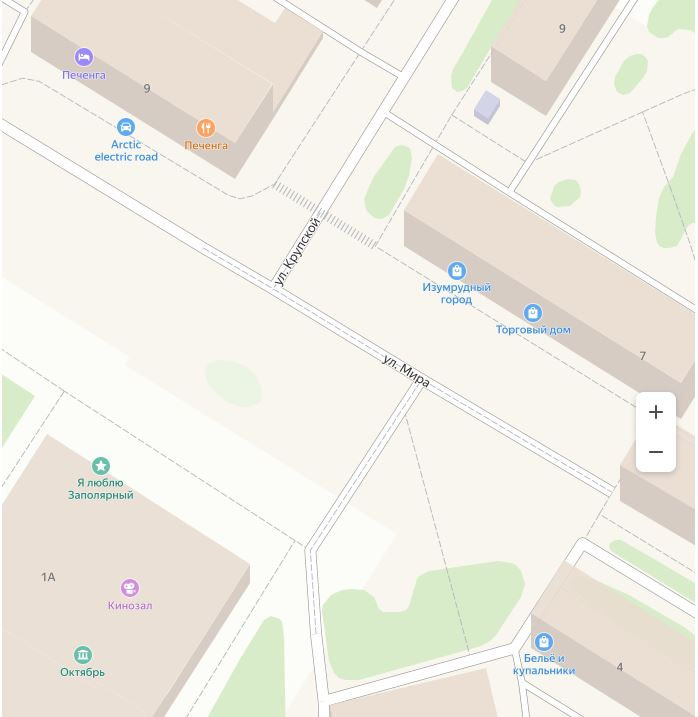 9
Печенга
9
Arctic
electric road
Печенга
ул. Крупской
Изумрудный
город
Торговый дом
7
ул. Мира
+
−
Я люблю
Заполярный
1А
Кинозал
Октябрь
Бельё и
купальники
4